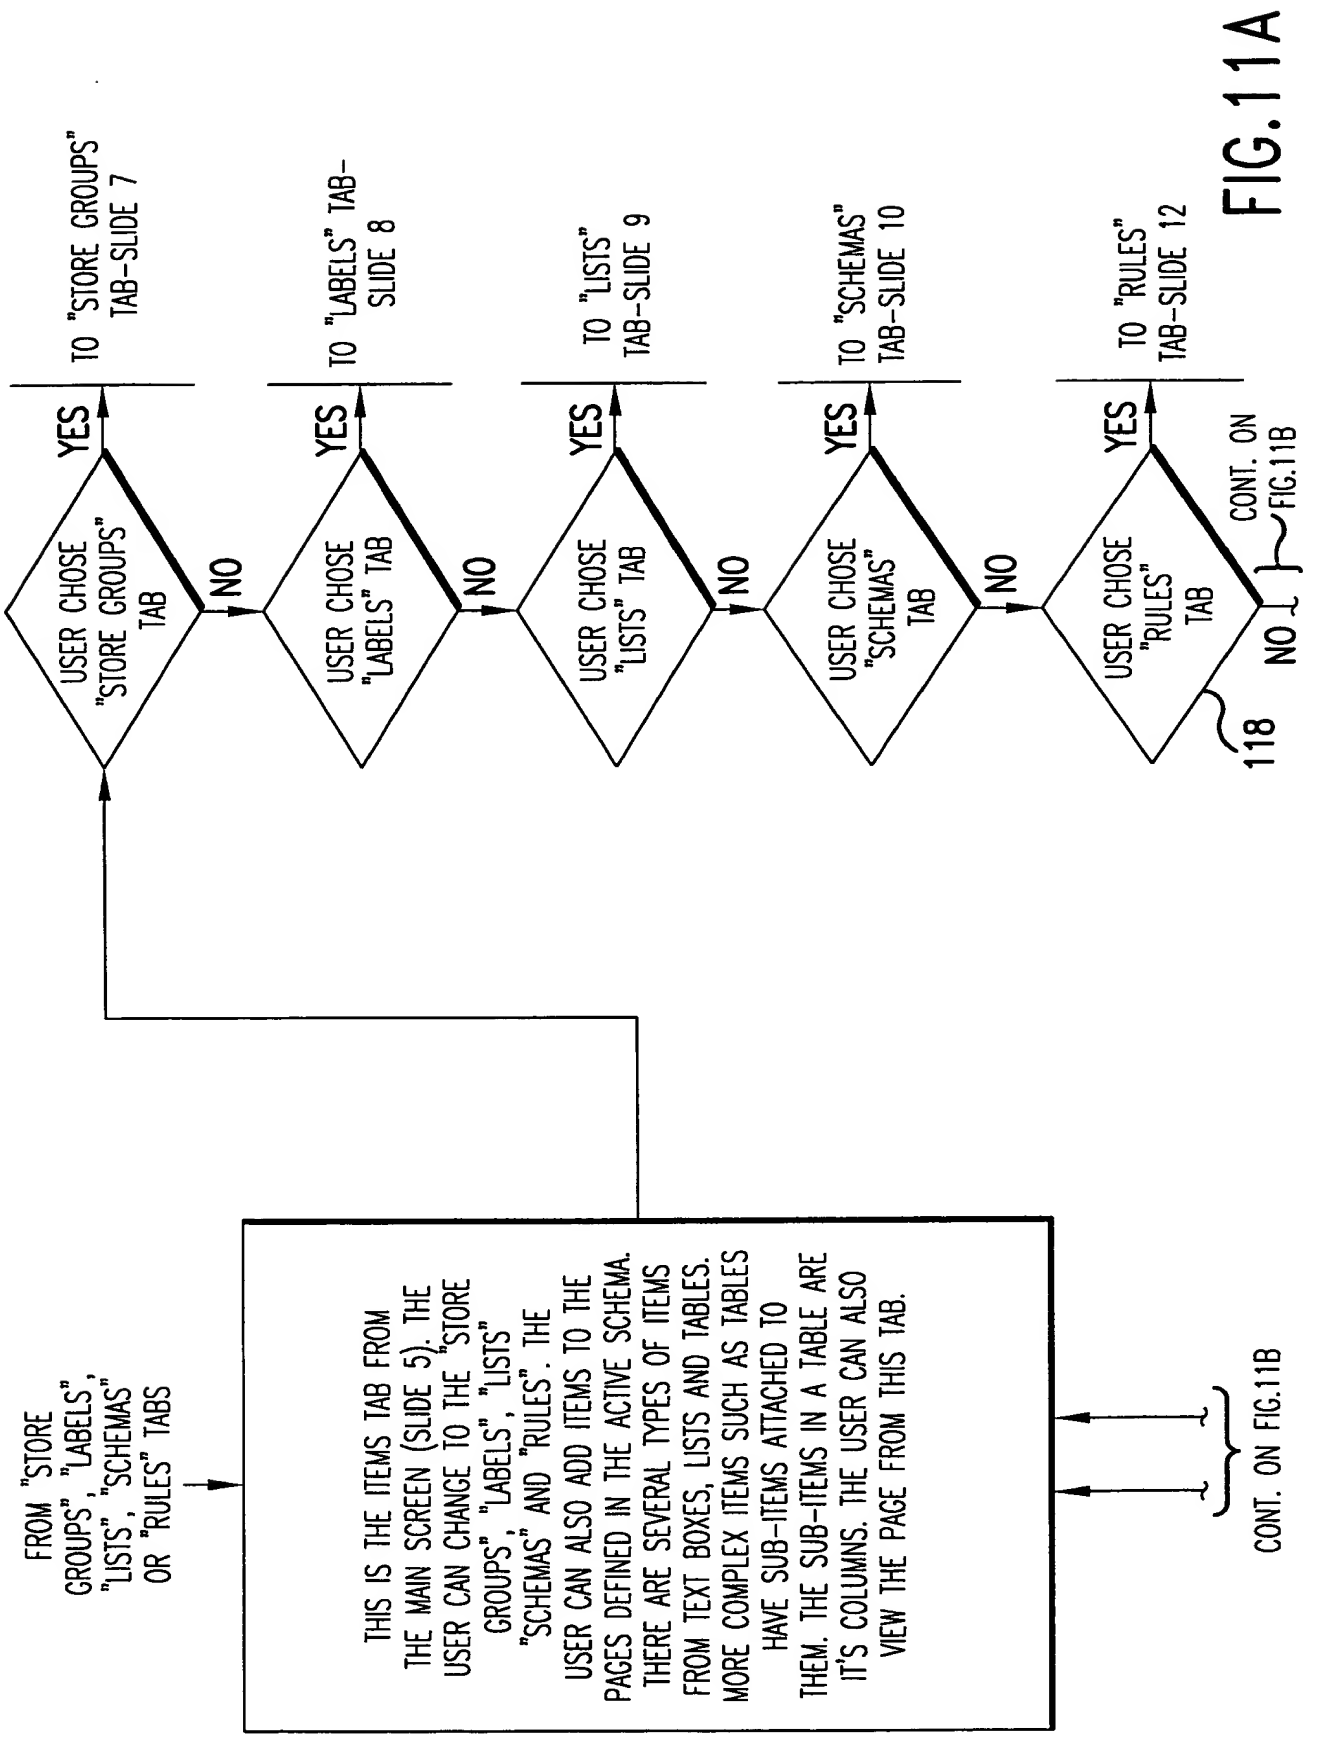 FROM "STORE
GROUPS", "LABELS",
"LISTS", "SCHEMAS"
OR "RULES" TABS
THIS IS THE ITEMS TAB FROM
THE MAIN SCREEN (SLIDE 5). THE
USER CAN CHANGE TO THE "STORE
GROUPS", "LABELS", "LISTS"
"SCHEMAS" AND "RULES". THE
USER CAN ALSO ADD ITEMS TO THE
PAGES DEFINED IN THE ACTIVE SCHEMA.
THERE ARE SEVERAL TYPES OF ITEMS
FROM TEXT BOXES, LISTS AND TABLES.
MORE COMPLEX ITEMS SUCH AS TABLES
HAVE SUB-ITEMS ATTACHED TO
THEM. THE SUB-ITEMS IN A TABLE ARE
IT'S COLUMNS. THE USER CAN ALSO
VIEW THE PAGE FROM THIS TAB.
CONT. ON FIG.11B
USER CHOSE
"STORE GROUPS"
TAB
YES
TO "STORE GROUPS"
TAB-SLIDE 7
NO
USER CHOSE
"LABELS" TAB
YES
TO "LABELS" TAB-
SLIDE 8
NO
USER CHOSE
"LISTS" TAB
YES
TO "LISTS"
TAB-SLIDE 9
NO
USER CHOSE
"SCHEMAS"
TAB
YES
TO "SCHEMAS"
TAB-SLIDE 10
NO
USER CHOSE
"RULES"
TAB
YES
TO "RULES"
TAB-SLIDE 12
118
NO
CONT. ON
FIG.11B
FIG.11A